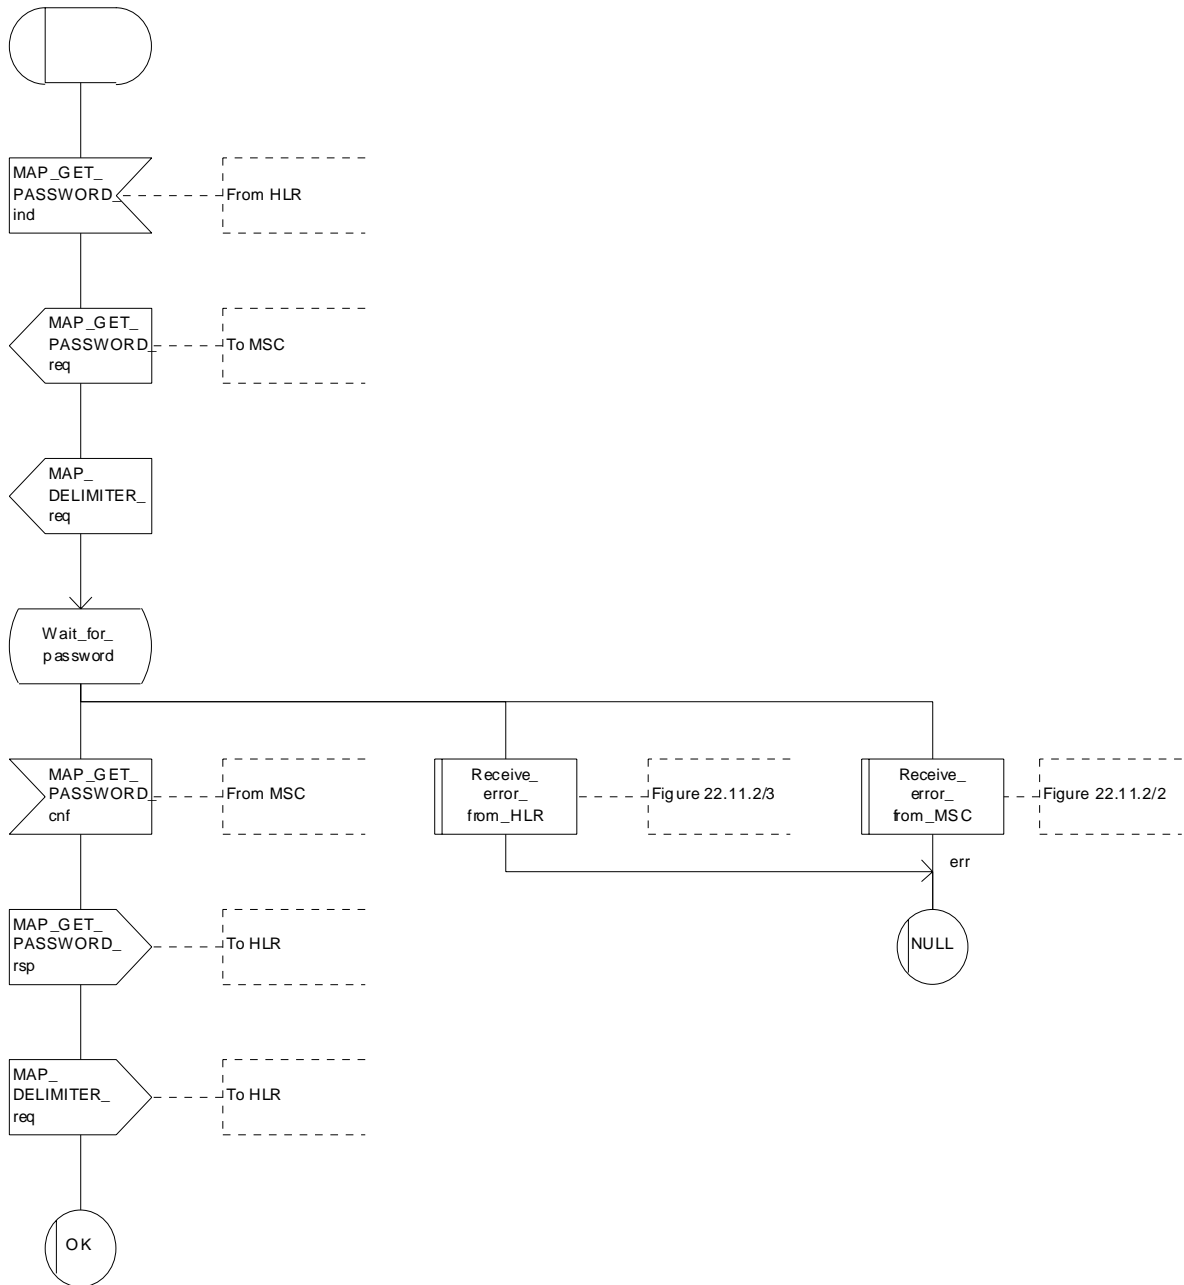 MAP_GET_
PASSWORD_
ind
From HLR
MAP_GET_
PASSWORD_
req
To MSC
MAP_
DELIMITER_
req
Wait_for_
password
MAP_GET_
PASSWORD_
cnf
From MSC
Receive_
error_
from_HLR
Figure 22.11.2/3
Receive_
error_
from_MSC
Figure 22.11.2/2
err
MAP_GET_
PASSWORD_
rsp
To HLR
NULL
MAP_
DELIMITER_
req
To HLR
OK